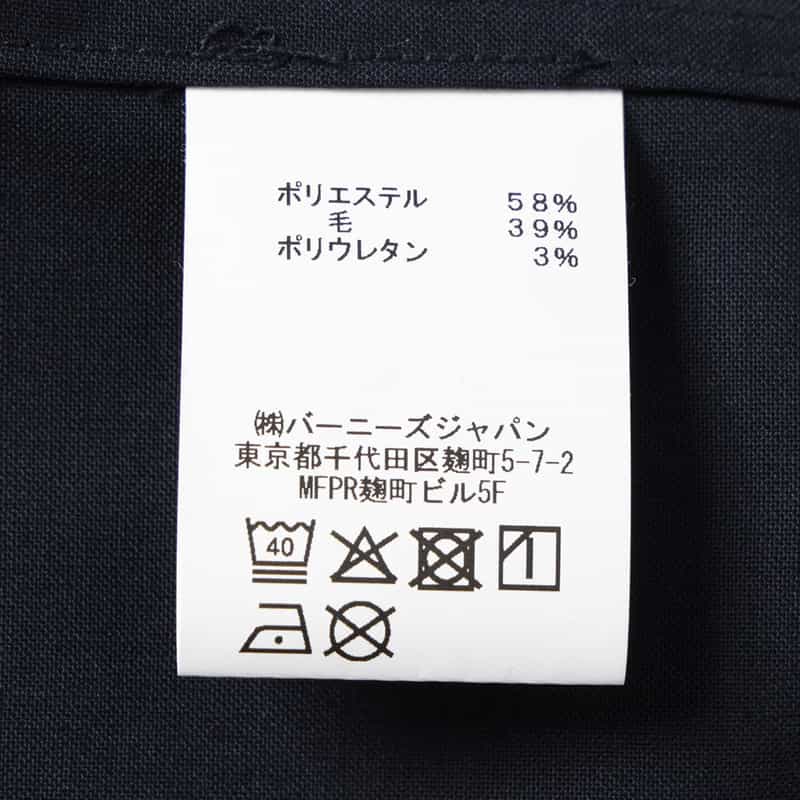 ポリエステル 58%
毛 39%
ポリウレタン 3%
㈱バーニーズジャパン
東京都千代田区麹町5-7-2
MFPR麹町ビル5F
40